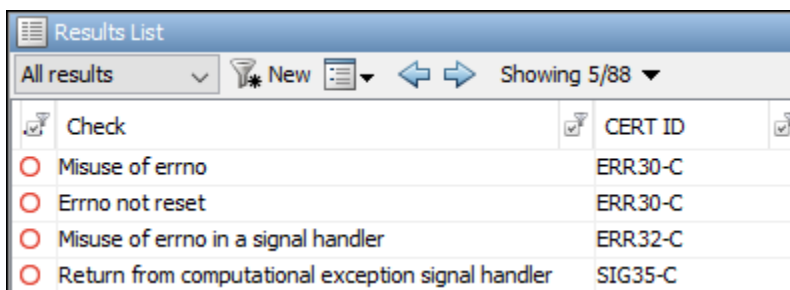 Results List
All results New Showing 5/88
Check CERT ID
Misuse of errno ERR30-C
Errno not reset ERR30-C
Misuse of errno in a signal handler ERR32-C
Return from computational exception signal handler SIG35-C